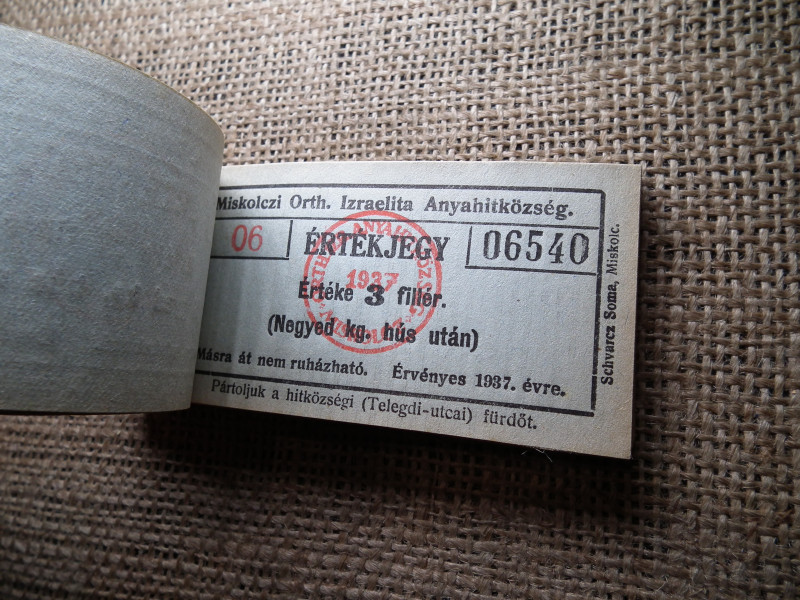 Miskolczi Orth. Izraelita Anyahitközség.
06
ÉRTÉKJEGY
06540
1937
Értéke 3 fillér.
(Negyed kg. hús után)
Másra át nem ruházható. Érvényes 1937. évre.
Pártoljuk a hitközségi (Telegdi-utcai) fürdőt.
Schvarcz Soma, Miskolc.